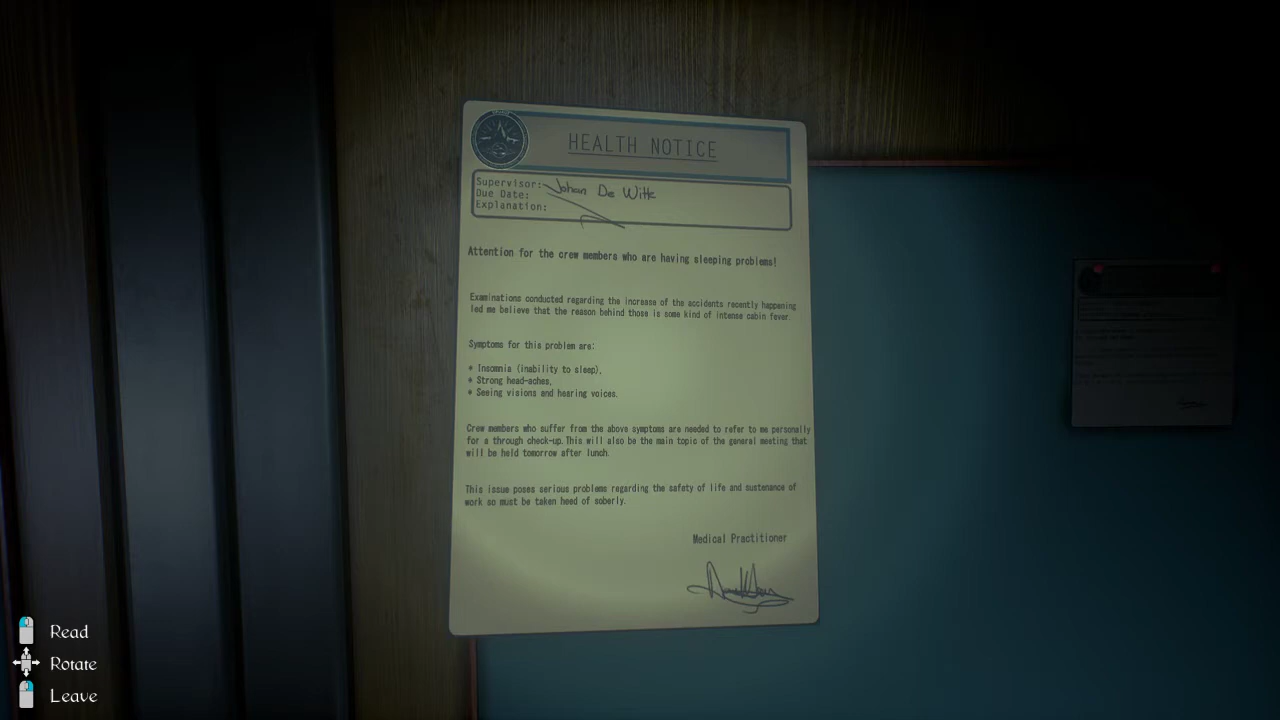 HEALTH NOTICE
Supervisor: Johan De Witt
Due Date:
Explanation:
Attention for the crew members who are having sleeping problems!
Examinations conducted regarding the increase of the accidents recently happening
led me believe that the reason behind those is some kind of intense cabin fever.
Symptoms for this problem are:
* Insomnia (inability to sleep),
* Strong head-aches,
* Seeing visions and hearing voices.
Crew members who suffer from the above symptoms are needed to refer to me personally
for a through check-up. This will also be the main topic of the general meeting that
will be held tomorrow after lunch.
This issue poses serious problems regarding the safety of life and sustenance of
work so must be taken heed of soberly.
Medical Practitioner
Read
Rotate
Leave